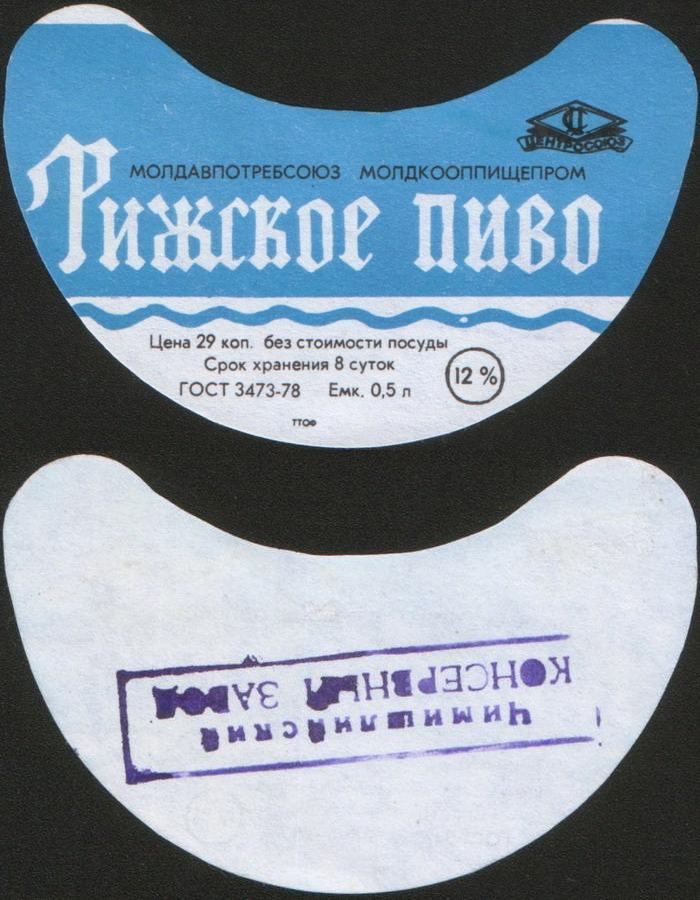 ЦЕНТРОСОЮЗ
МОЛДАВПОТРЕБСОЮЗ МОЛДКООППИЩЕПРОМ
Рижское пиво
Цена 29 коп. без стоимости посуды
Срок хранения 8 суток
ГОСТ 3473-78 Емк. 0,5 л
12 %
ттоф
Чимишлийский
КОНСЕРВНЫЙ ЗАВОД